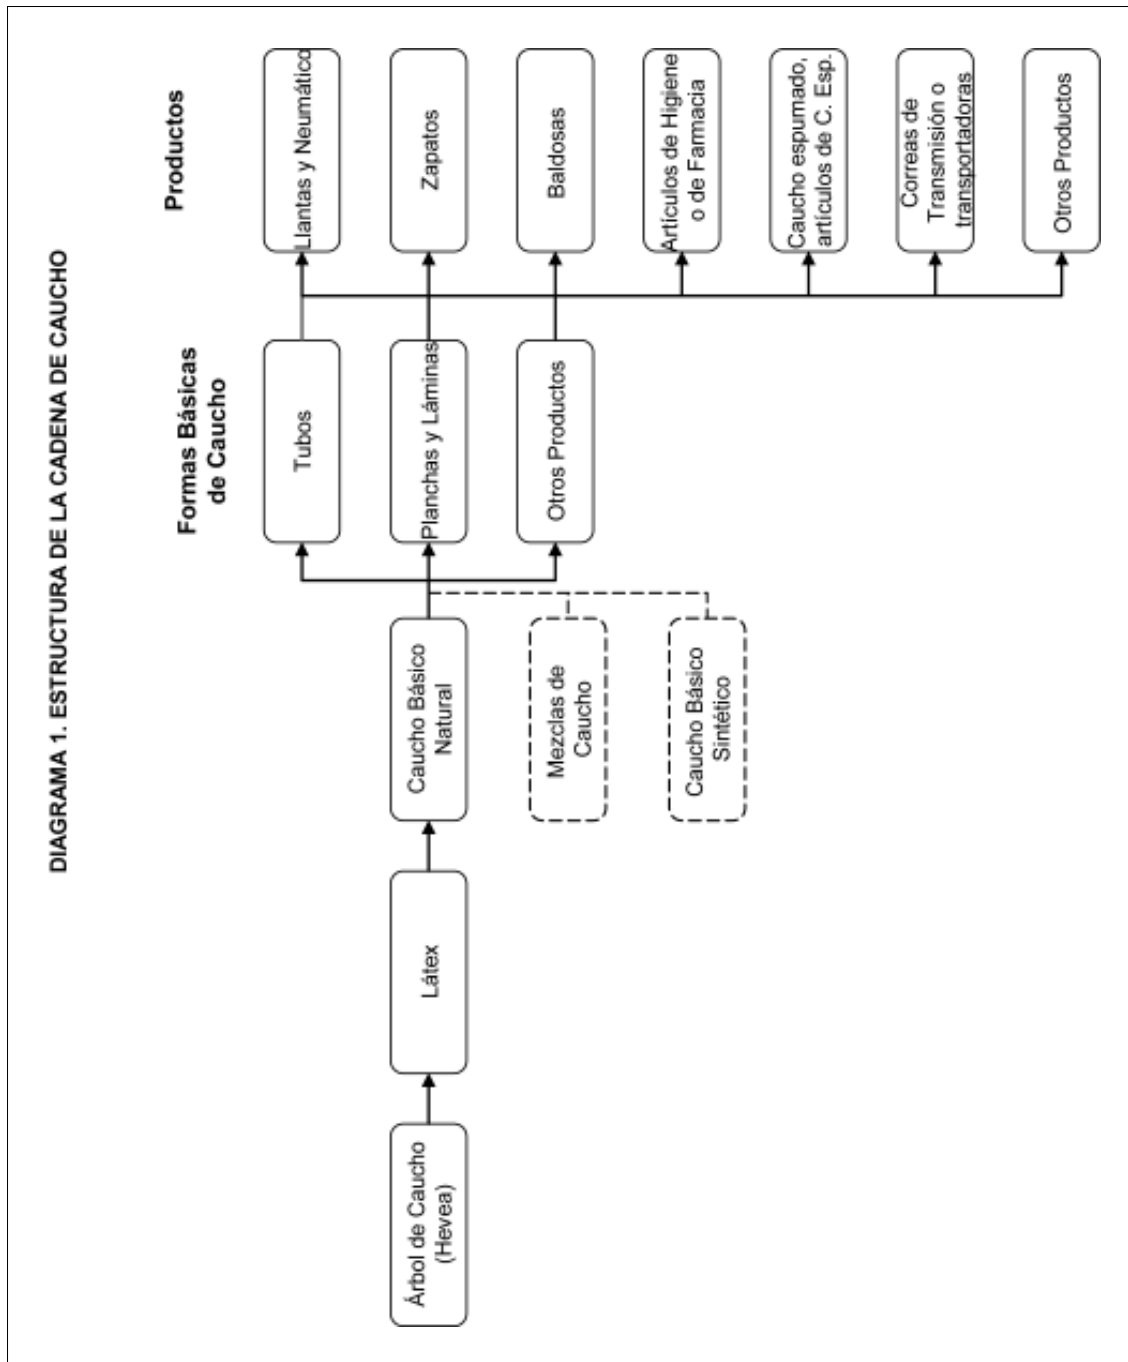 DIAGRAMA 1. ESTRUCTURA DE LA CADENA DE CAUCHO
Productos
Formas Básicas
de Caucho
Árbol de Caucho
(Hevea)
Látex
Caucho Básico
Natural
Mezclas de
Caucho
Caucho Básico
Sintético
Tubos
Planchas y Láminas
Otros Productos
Llantas y Neumático
Zapatos
Baldosas
Artículos de Higiene
o de Farmacia
Caucho espumado,
artículos de C. Esp.
Correas de
Transmisión o
transportadoras
Otros Productos